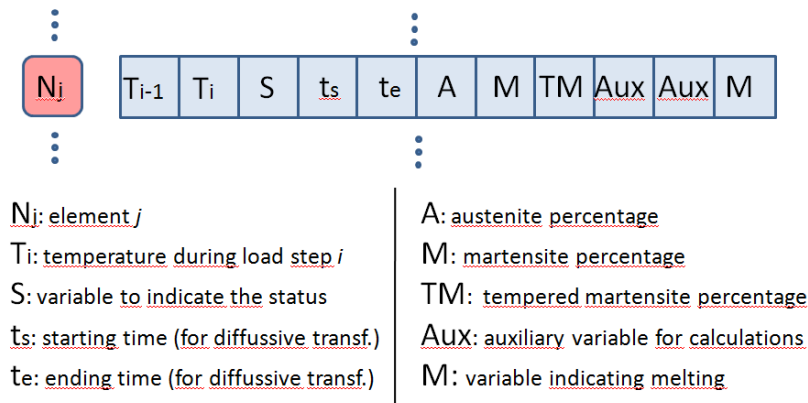 Nj Ti-1 Ti S ts te A M TM Aux Aux M
Nj: element j
Ti: temperature during load step i
S: variable to indicate the status
ts: starting time (for diffussive transf.)
te: ending time (for diffussive transf.)
A: austenite percentage
M: martensite percentage
TM: tempered martensite percentage
Aux: auxiliary variable for calculations
M: variable indicating melting